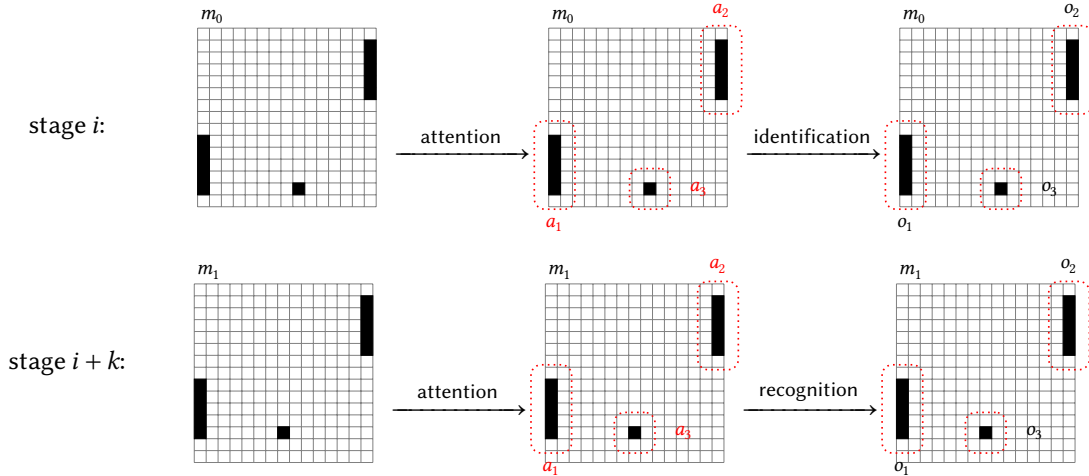 m₀ m₀ a₂ m₀ o₂
stage i: attention identification
a₃ o₃
a₁ o₁
m₁ m₁ a₂ m₁ o₂
stage i + k: attention recognition
a₃ o₃
a₁ o₁